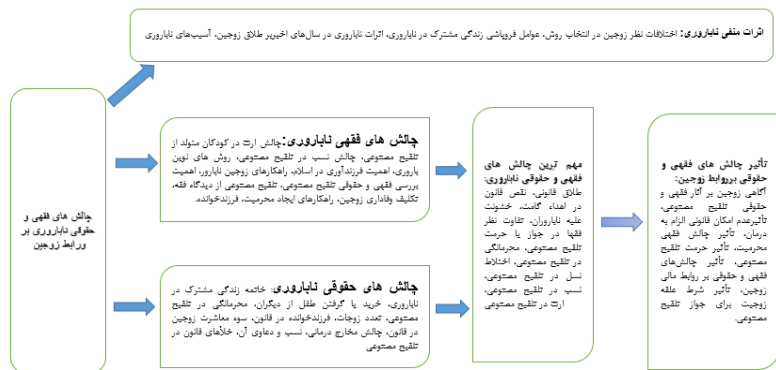 اثرات منفی ناباروری: اختلافات نظر زوجین در انتخاب روش، عوامل فروپاشی زندگی مشترک در ناباروری، اثرات ناباروری در سال‌های اخیربر طلاق زوجین، آسیب‌های ناباروری
چالش های فقهی و
حقوقی ناباروری بر
ورابط زوجین
چالش های فقهی ناباروری: چالش ارث در کودکان متولد از
تلقیح مصنوعی، چالش نسب در تلقیح مصنوعی، روش های نوین
باروری، اهمیت فرزندآوری در اسلام، راهکارهای زوجین نابارور، اهمیت
بررسی فقهی و حقوقی تلقیح مصنوعی، تلقیح مصنوعی از دیدگاه فقه،
تکلیف وفاداری زوجین، راهکارهای ایجاد محرمیت، فرزندخوانده.
چالش های حقوقی ناباروری: خاتمه زندگی مشترک در
ناباروری، خرید یا گرفتن طفل از دیگران، محرمانگی در تلقیح
مصنوعی، تعدد زوجات، فرزندخوانده در قانون، سوء معاشرت زوجین
در قانون، چالش مخارج درمانی، نسب و دعاوی آن، خلأهای قانون در
تلقیح مصنوعی
مهم ترین چالش های
فقهی و حقوقی ناباروری:
طلاق قانونی، نقص قانون
در اهداء گامت، خشونت
علیه ناباروران، تفاوت نظر
فقها در جواز یا حرمت
تلقیح مصنوعی، محرمانگی
در تلقیح مصنوعی، اختلاط
نسل در تلقیح مصنوعی،
نسب در تلقیح مصنوعی،
ارث در تلقیح مصنوعی
تأثیر چالش های فقهی و
حقوقی برروابط زوجین:
آگاهی زوجین بر آثار فقهی و
حقوقی تلقیح مصنوعی،
تأثیرعدم امکان قانونی الزام به
درمان، تأثیر چالش فقهی
محرمیت، تأثیر حرمت تلقیح
مصنوعی، تأثیر چالش‌های
فقهی و حقوقی بر روابط مالی
زوجین، تأثیر شرط علقه
زوجیت برای جواز تلقیح
مصنوعی.